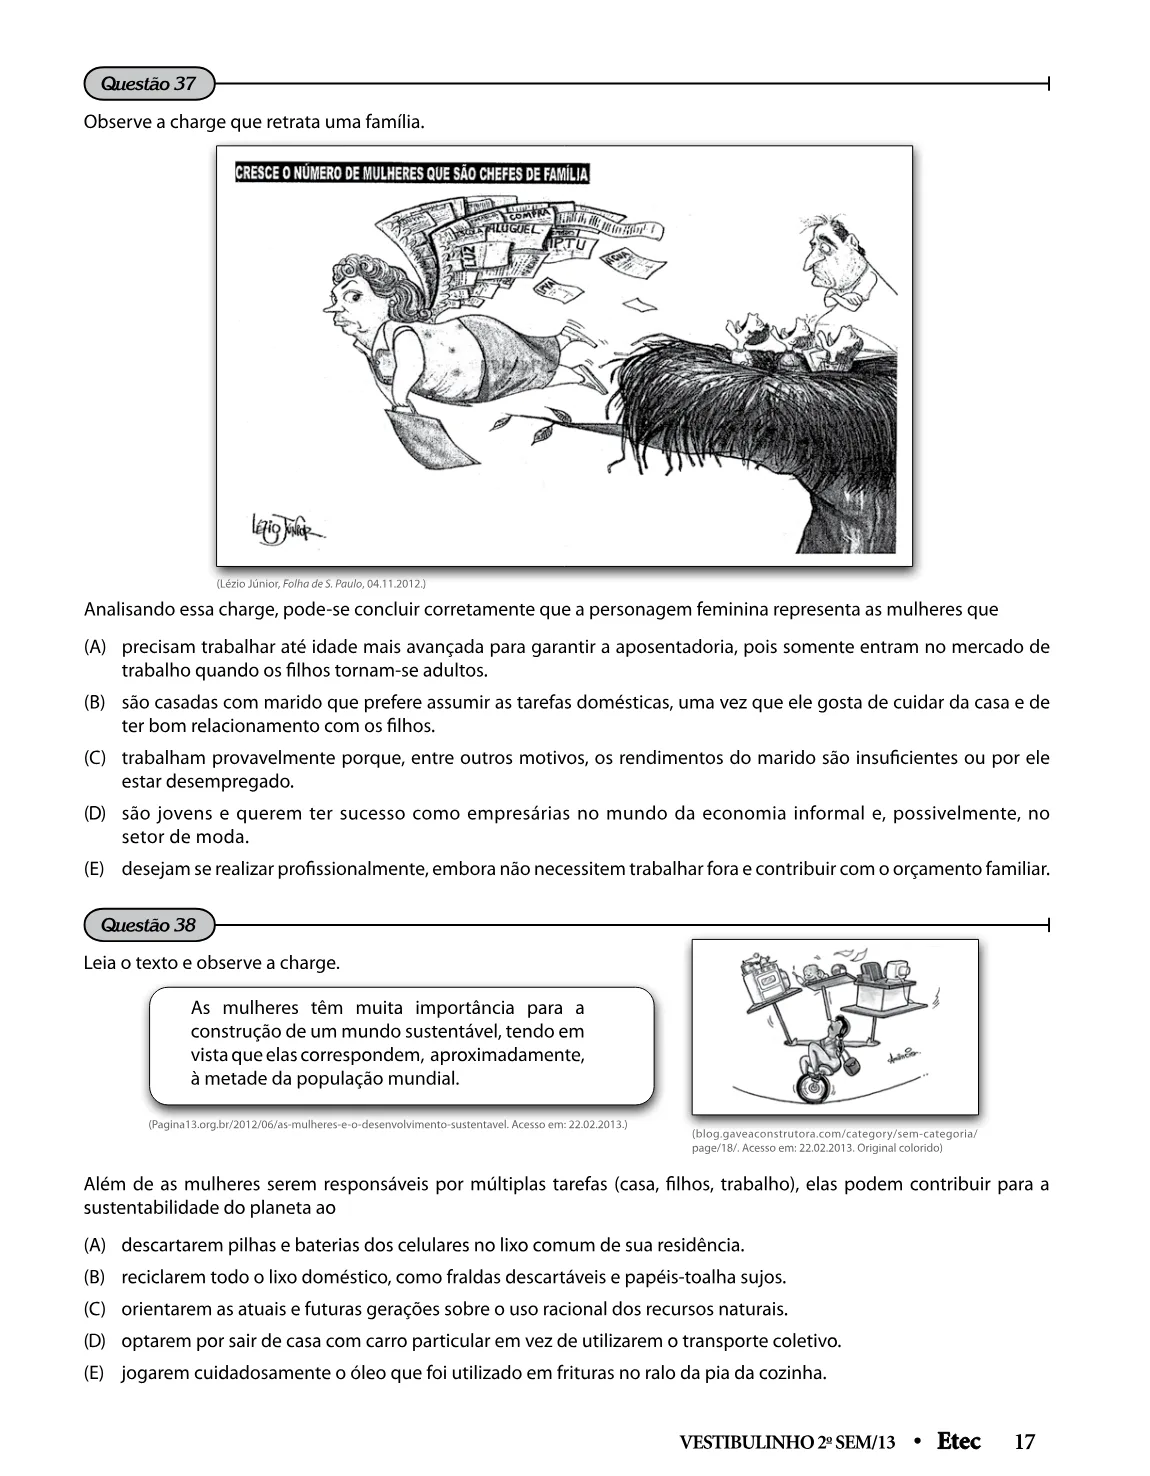 Questão 37
Observe a charge que retrata uma família.
CRESCE O NÚMERO DE MULHERES QUE SÃO CHEFES DE FAMÍLIA
COMPRA
ALUGUEL
LUZ
IPTU
ÁGUA
IPVA
LÉZIO JÚNIOR
(Lézio Júnior, Folha de S. Paulo, 04.11.2012.)
Analisando essa charge, pode-se concluir corretamente que a personagem feminina representa as mulheres que
(A) precisam trabalhar até idade mais avançada para garantir a aposentadoria, pois somente entram no mercado de
trabalho quando os filhos tornam-se adultos.
(B) são casadas com marido que prefere assumir as tarefas domésticas, uma vez que ele gosta de cuidar da casa e de
ter bom relacionamento com os filhos.
(C) trabalham provavelmente porque, entre outros motivos, os rendimentos do marido são insuficientes ou por ele
estar desempregado.
(D) são jovens e querem ter sucesso como empresárias no mundo da economia informal e, possivelmente, no
setor de moda.
(E) desejam se realizar profissionalmente, embora não necessitem trabalhar fora e contribuir com o orçamento familiar.
Questão 38
Leia o texto e observe a charge.
As mulheres têm muita importância para a
construção de um mundo sustentável, tendo em
vista que elas correspondem, aproximadamente,
à metade da população mundial.
(Pagina13.org.br/2012/06/as-mulheres-e-o-desenvolvimento-sustentavel. Acesso em: 22.02.2013.)
(blog.gaveaconstrutora.com/category/sem-categoria/
page/18/. Acesso em: 22.02.2013. Original colorido)
Além de as mulheres serem responsáveis por múltiplas tarefas (casa, filhos, trabalho), elas podem contribuir para a
sustentabilidade do planeta ao
(A) descartarem pilhas e baterias dos celulares no lixo comum de sua residência.
(B) reciclarem todo o lixo doméstico, como fraldas descartáveis e papéis-toalha sujos.
(C) orientarem as atuais e futuras gerações sobre o uso racional dos recursos naturais.
(D) optarem por sair de casa com carro particular em vez de utilizarem o transporte coletivo.
(E) jogarem cuidadosamente o óleo que foi utilizado em frituras no ralo da pia da cozinha.
VESTIBULINHO 2º SEM/13 • Etec 17